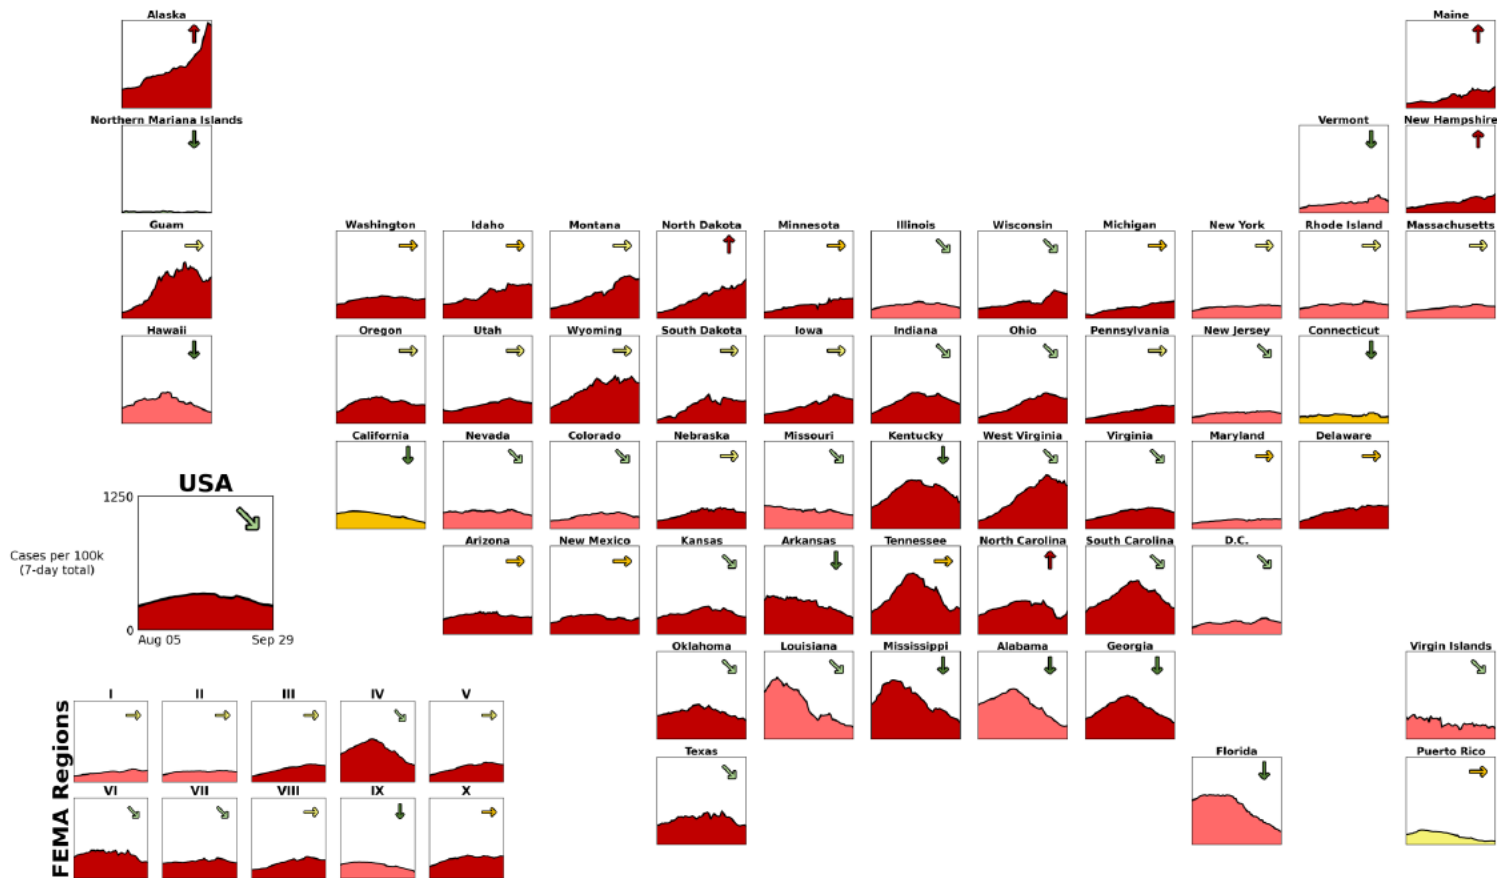 Alaska Maine
Northern Mariana Islands Vermont New Hampshire
Guam Washington Idaho Montana North Dakota Minnesota Illinois Wisconsin Michigan New York Rhode Island Massachusetts
Hawaii Oregon Utah Wyoming South Dakota Iowa Indiana Ohio Pennsylvania New Jersey Connecticut
California Nevada Colorado Nebraska Missouri Kentucky West Virginia Virginia Maryland Delaware
USA
1250
Cases per 100k
(7-day total)
0
Aug 05 Sep 29
Arizona New Mexico Kansas Arkansas Tennessee North Carolina South Carolina D.C.
Oklahoma Louisiana Mississippi Alabama Georgia Virgin Islands
Texas Florida Puerto Rico
FEMA Regions
I II III IV V
VI VII VIII IX X